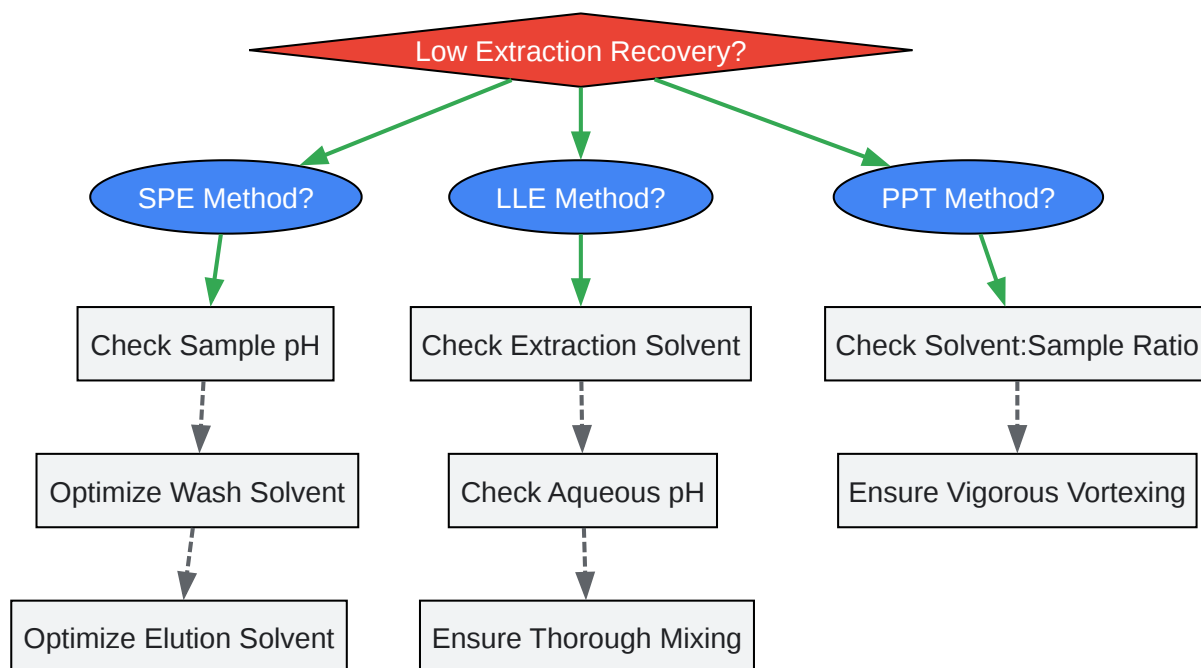 Low Extraction Recovery?
SPE Method?
LLE Method?
PPT Method?
Check Sample pH
Check Extraction Solvent
Check Solvent:Sample Ratio
Optimize Wash Solvent
Check Aqueous pH
Ensure Vigorous Vortexing
Optimize Elution Solvent
Ensure Thorough Mixing